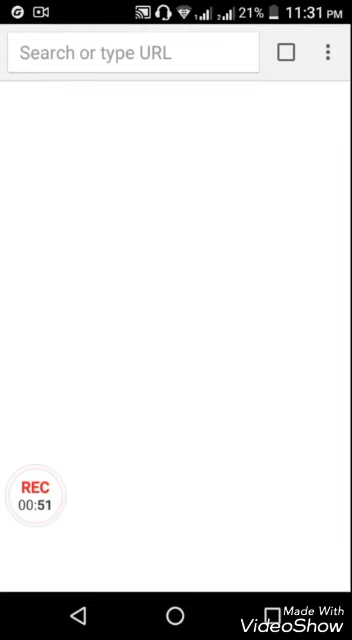 21% 11:31 PM
Search or type URL
REC
00:51
Made With
VideoShow